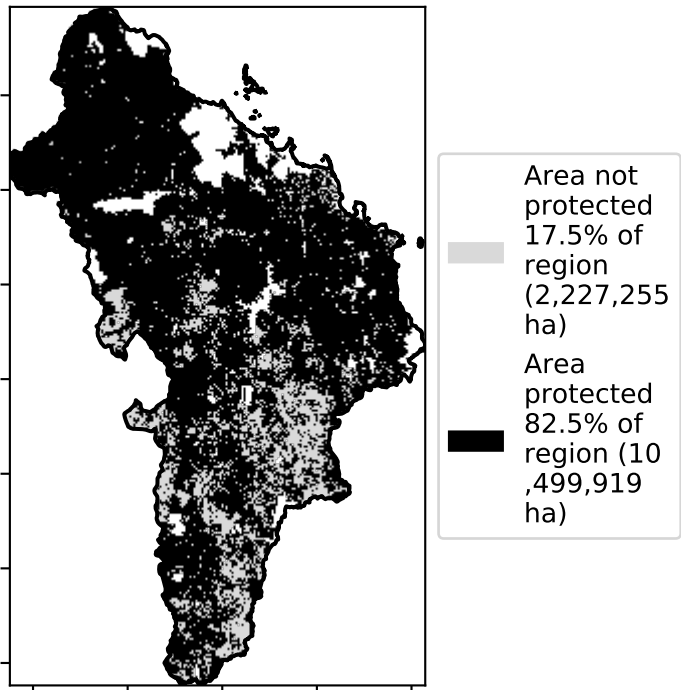 Area not
protected
17.5% of
region
(2,227,255
ha)
Area
protected
82.5% of
region (10
,499,919
ha)